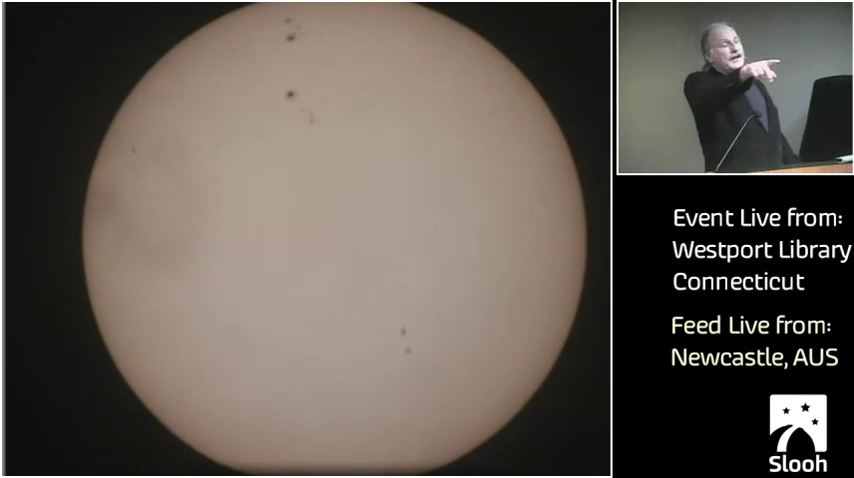 Event Live from:
Westport Library
Connecticut
Feed Live from:
Newcastle, AUS
Slooh